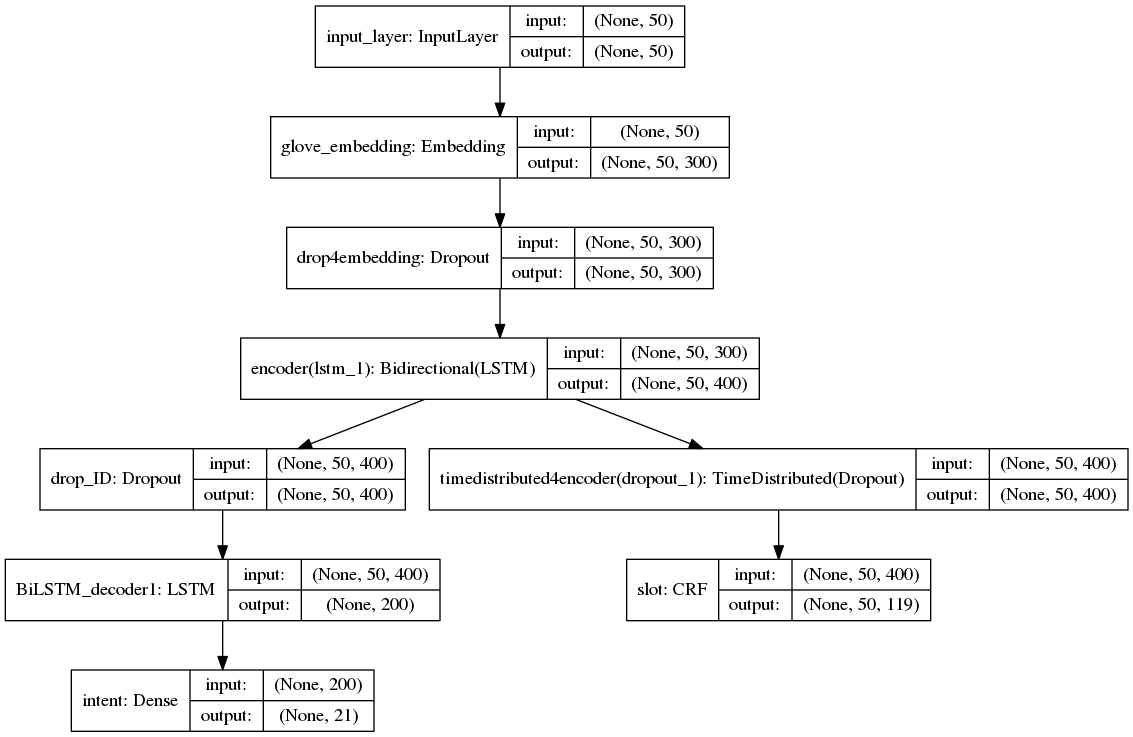 input_layer: InputLayer
input: (None, 50)
output: (None, 50)
glove_embedding: Embedding
input: (None, 50)
output: (None, 50, 300)
drop4embedding: Dropout
input: (None, 50, 300)
output: (None, 50, 300)
encoder(lstm_1): Bidirectional(LSTM)
input: (None, 50, 300)
output: (None, 50, 400)
drop_ID: Dropout
input: (None, 50, 400)
output: (None, 50, 400)
timedistributed4encoder(dropout_1): TimeDistributed(Dropout)
input: (None, 50, 400)
output: (None, 50, 400)
BiLSTM_decoder1: LSTM
input: (None, 50, 400)
output: (None, 200)
slot: CRF
input: (None, 50, 400)
output: (None, 50, 119)
intent: Dense
input: (None, 200)
output: (None, 21)